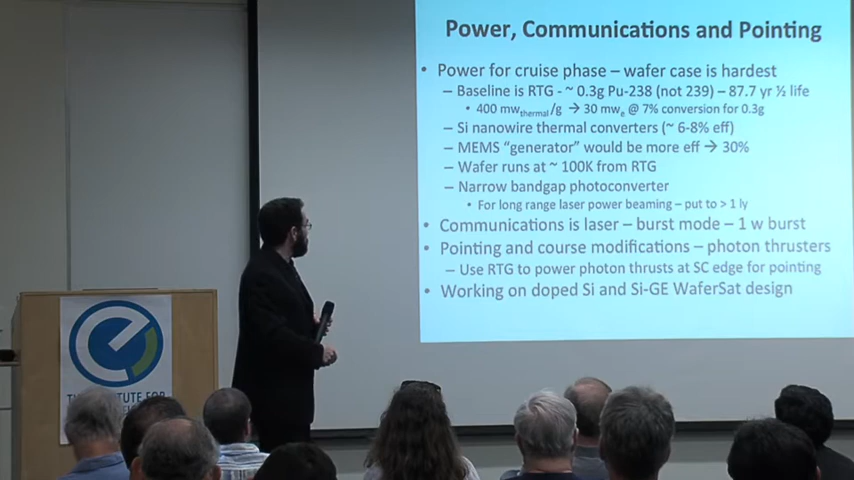 Power, Communications and Pointing
• Power for cruise phase – wafer case is hardest
– Baseline is RTG - ~ 0.3g Pu-238 (not 239) – 87.7 yr ½ life
• 400 mw thermal/g → 30 mw e @ 7% conversion for 0.3g
– Si nanowire thermal converters (~ 6-8% eff)
– MEMS “generator” would be more eff → 30%
– Wafer runs at ~ 100K from RTG
– Narrow bandgap photoconverter
• For long range laser power beaming – put to > 1 ly
• Communications is laser – burst mode – 1 w burst
• Pointing and course modifications – photon thrusters
– Use RTG to power photon thrusts at SC edge for pointing
• Working on doped Si and Si-GE WaferSat design
e
FOR